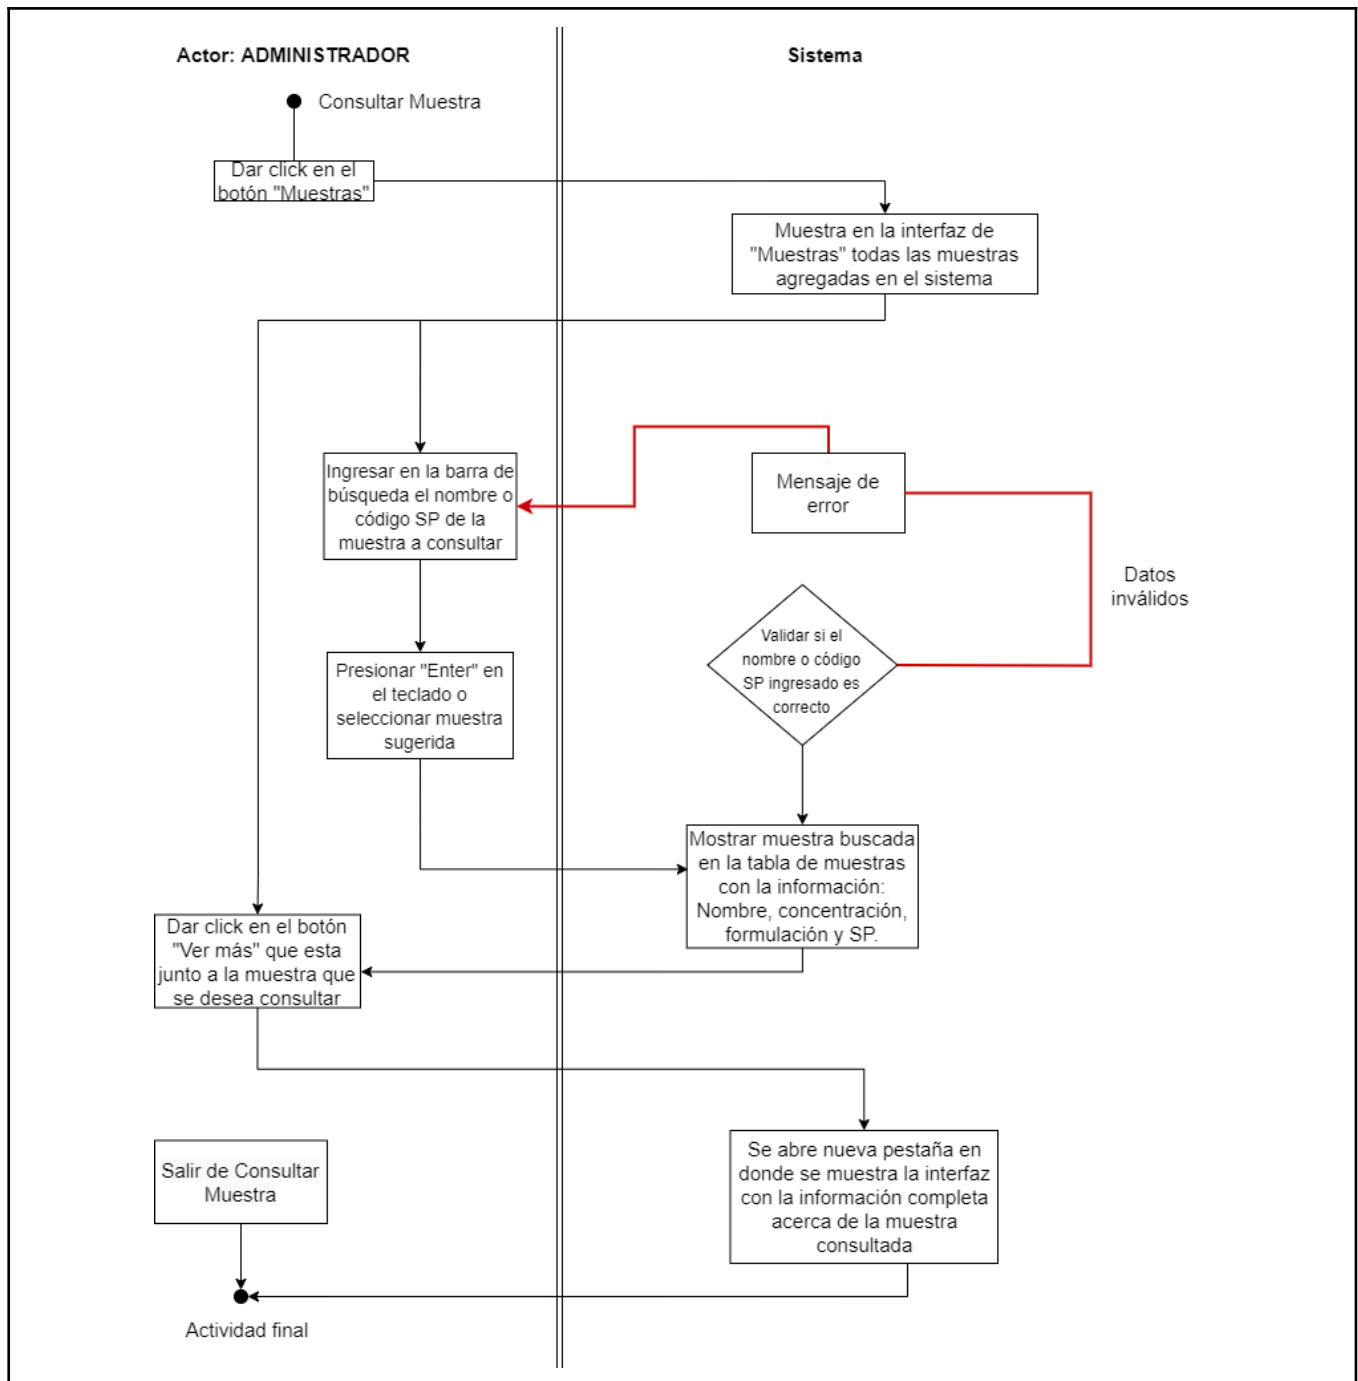 Actor: ADMINISTRADOR
Sistema
Consultar Muestra
Dar click en el
botón "Muestras"
Muestra en la interfaz de
"Muestras" todas las muestras
agregadas en el sistema
Ingresar en la barra de
búsqueda el nombre o
código SP de la
muestra a consultar
Mensaje de
error
Datos
inválidos
Validar si el
nombre o código
SP ingresado es
correcto
Presionar "Enter" en
el teclado o
seleccionar muestra
sugerida
Mostrar muestra buscada
en la tabla de muestras
con la información:
Nombre, concentración,
formulación y SP.
Dar click en el botón
"Ver más" que esta
junto a la muestra que
se desea consultar
Se abre nueva pestaña en
donde se muestra la interfaz
con la información completa
acerca de la muestra
consultada
Salir de Consultar
Muestra
Actividad final